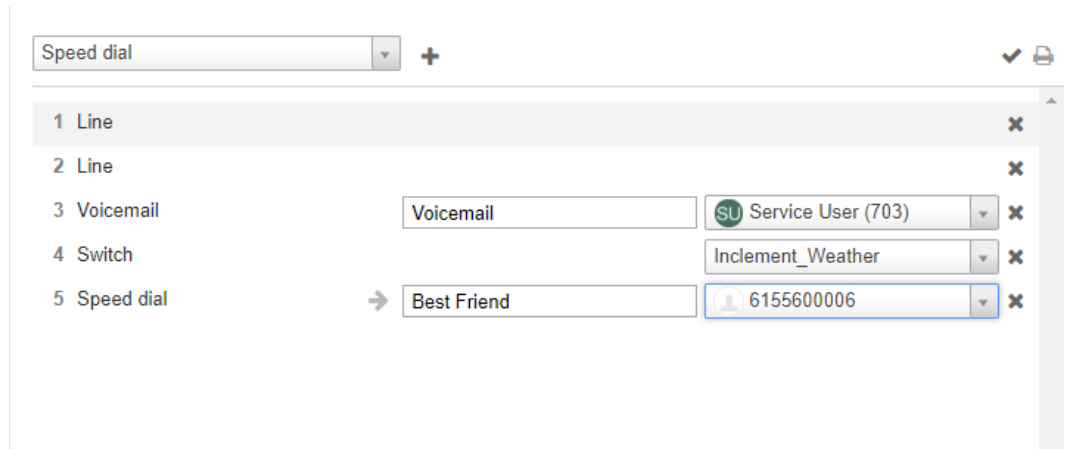 Speed dial
1 Line
2 Line
3 Voicemail Voicemail SU Service User (703)
4 Switch Inclement_Weather
5 Speed dial Best Friend 6155600006